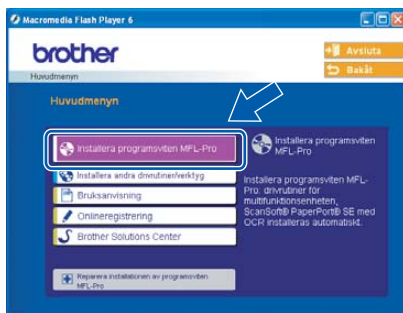 Macromedia Flash Player 6
brother
Avsluta
Huvudmenyn
Bakåt
Huvudmenyn
Installera programsviten MFL-Pro
Installera andra drivrutiner/verktyg
Bruksanvisning
Onlineregistrering
Brother Solutions Center
Reparera installationen av programsviten
MFL-Pro
Installera programsviten
MFL-Pro
Installera programsviten MFL-
Pro: drivrutiner för
multifunktionsenheten,
ScanSoft® PaperPort® SE med
OCR installeras automatiskt.